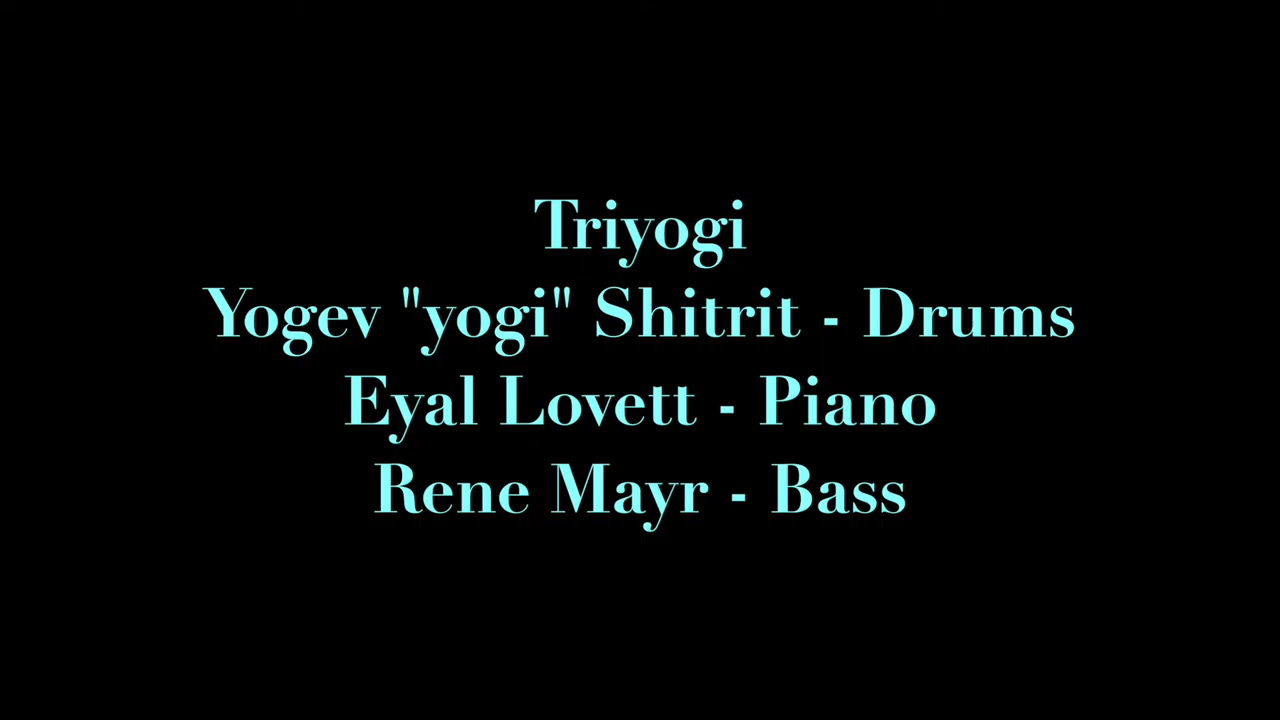 Triyogi
Yogev "yogi" Shitrit - Drums
Eyal Lovett - Piano
Rene Mayr - Bass